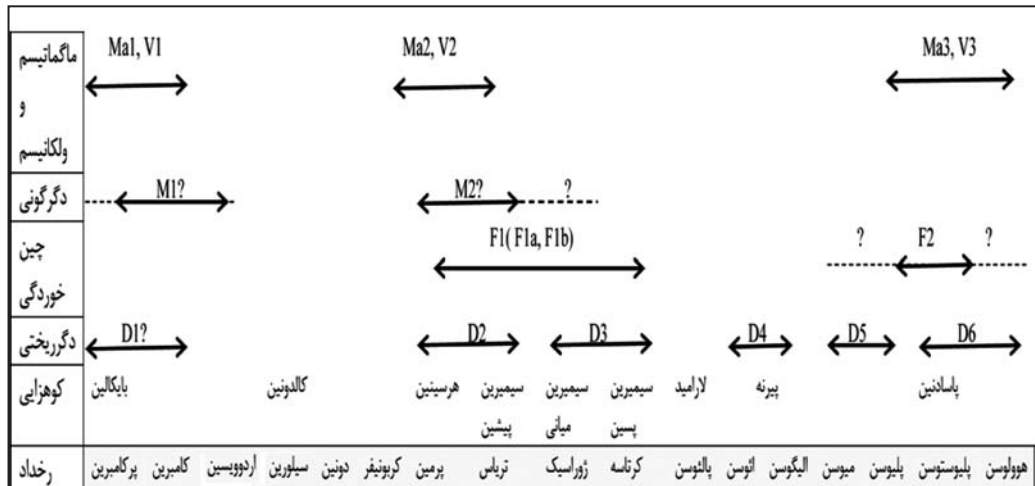 ماگماتیسم
و
ولکانیسم
Ma1, V1
Ma2, V2
Ma3, V3
دگرگونی
M1?
M2?
?
چین
خوردگی
F1( F1a, F1b)
?
F2
?
دگرریختی
D1?
D2
D3
D4
D5
D6
کوهزایی
بایکالین
کالدونین
هرسینین
سیمیرین
پیشین
سیمیرین
میانی
سیمیرین
پسین
لارامید
پیرنه
پاسادنین
رخداد
پرکامبرین
کامبرین
اردوویسین
سیلورین
دونین
کربونیفر
پرمین
تریاس
ژوراسیک
کرتاسه
پالئوسن
ائوسن
الیگوسن
میوسن
پلیوسن
پلیوستوسن
هوولوسن